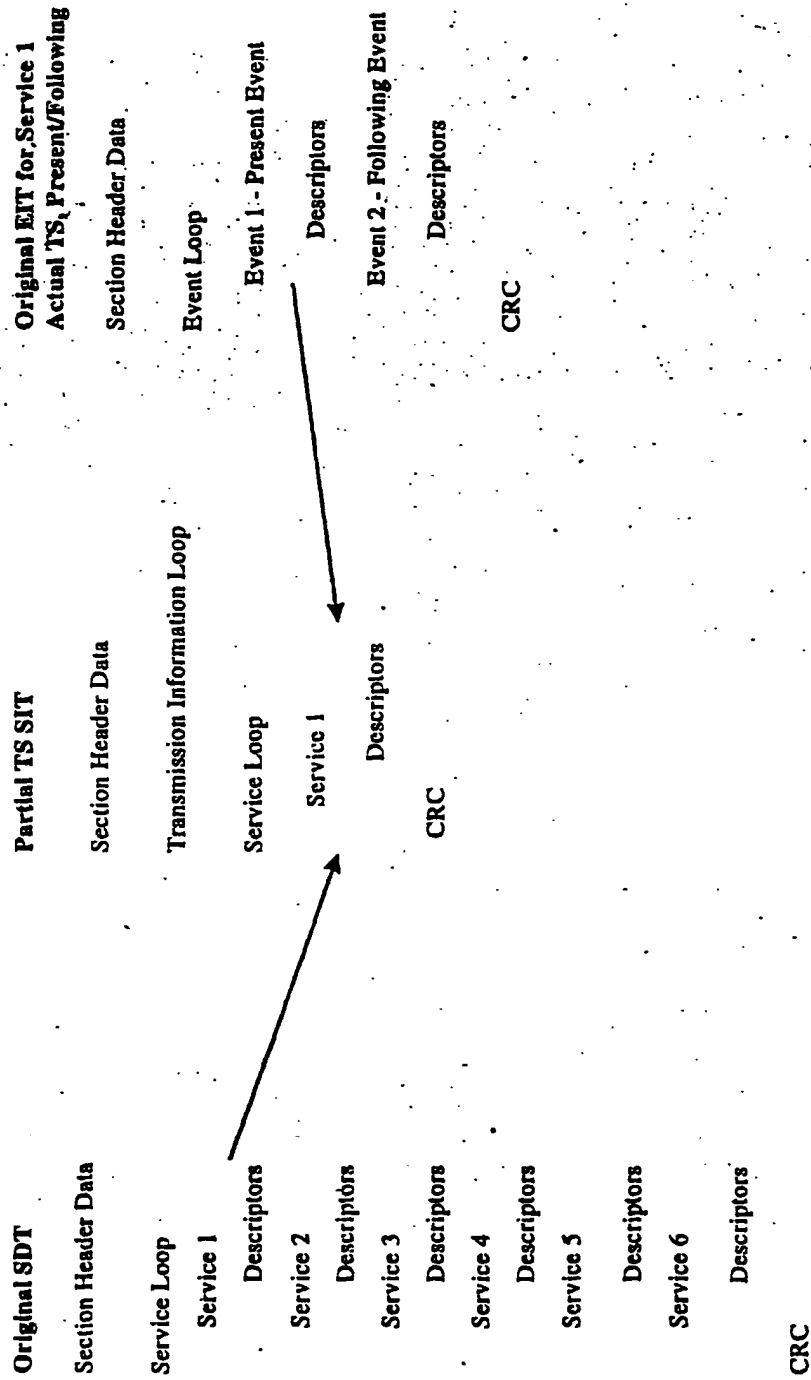 Original SDT
Section Header Data
Service Loop
Service 1
Descriptors
Service 2
Descriptors
Service 3
Descriptors
Service 4
Descriptors
Service 5
Descriptors
Service 6
Descriptors
CRC
Partial TS SIT
Section Header Data
Transmission Information Loop
Service Loop
Service 1
Descriptors
CRC
Original EIT for Service 1
Actual TS, Present/Following
Section Header Data
Event Loop
Event 1 - Present Event
Descriptors
Event 2 - Following Event
Descriptors
CRC